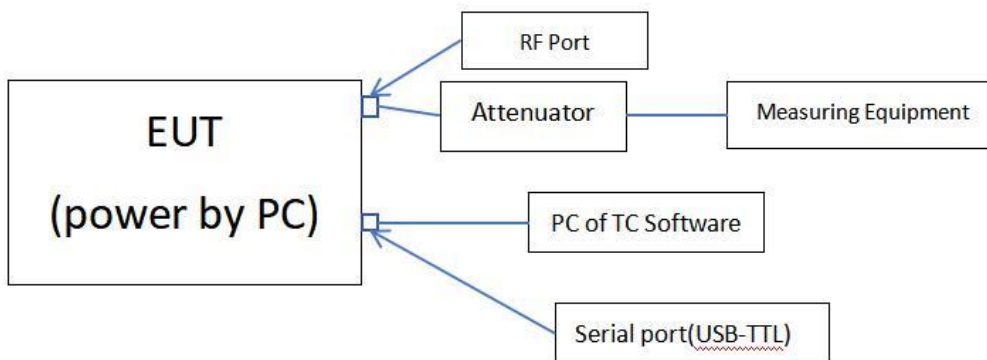 RF Port
EUT
(power by PC)
Attenuator
Measuring Equipment
PC of TC Software
Serial port(USB-TTL)